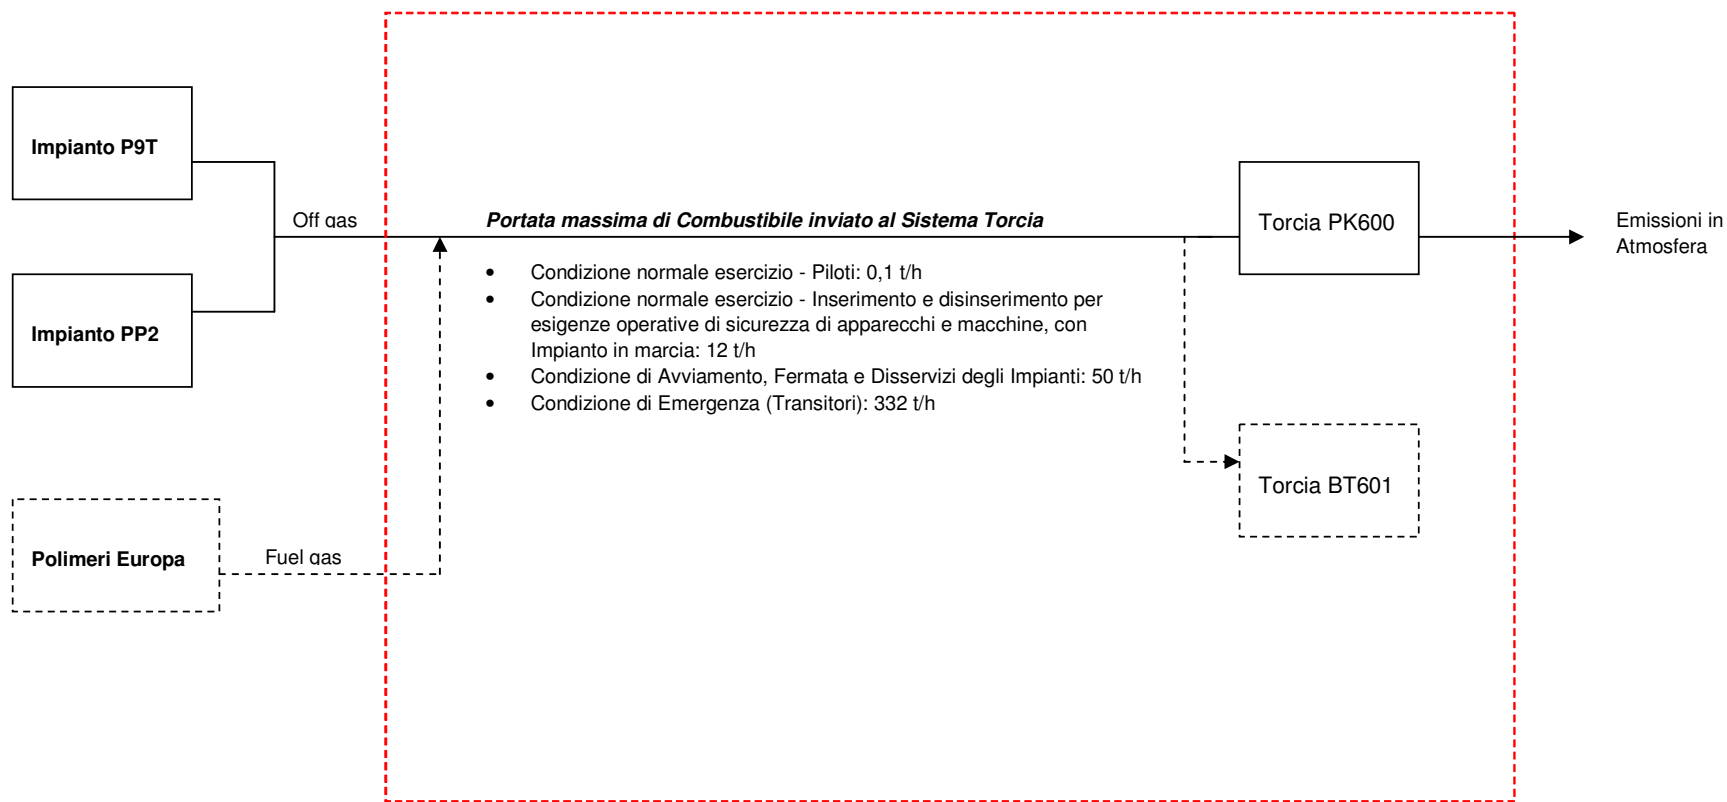 Impianto P9T
Off gas
Impianto PP2
Polimeri Europa
Fuel gas
Portata massima di Combustibile inviato al Sistema Torcia
• Condizione normale esercizio - Piloti: 0,1 t/h
• Condizione normale esercizio - Inserimento e disinserimento per
esigenze operative di sicurezza di apparecchi e macchine, con
Impianto in marcia: 12 t/h
• Condizione di Avviamento, Fermata e Disservizi degli Impianti: 50 t/h
• Condizione di Emergenza (Transitori): 332 t/h
Torcia PK600
Torcia BT601
Emissioni in
Atmosfera